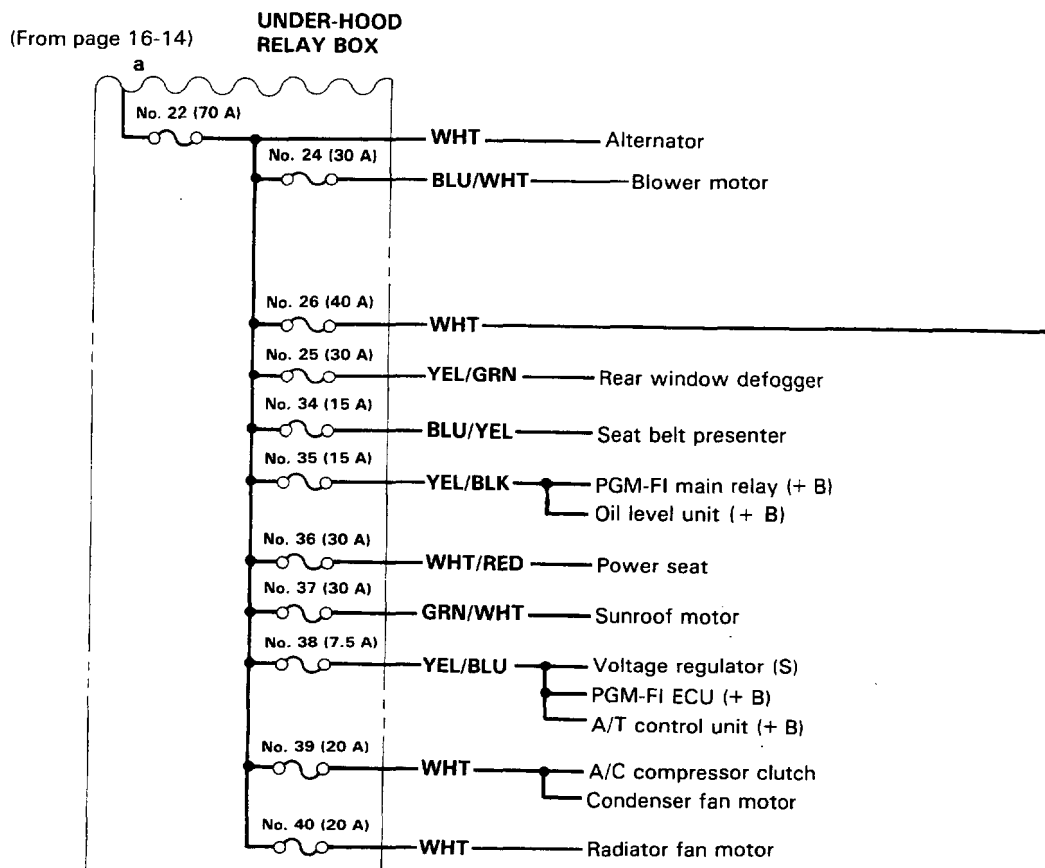 UNDER-HOOD
RELAY BOX
(From page 16-14)
a
No. 22 (70 A)
WHT Alternator
No. 24 (30 A)
BLU/WHT Blower motor
No. 26 (40 A)
WHT
No. 25 (30 A)
YEL/GRN Rear window defogger
No. 34 (15 A)
BLU/YEL Seat belt presenter
No. 35 (15 A)
YEL/BLK PGM-FI main relay (+ B)
Oil level unit (+ B)
No. 36 (30 A)
WHT/RED Power seat
No. 37 (30 A)
GRN/WHT Sunroof motor
No. 38 (7.5 A)
YEL/BLU Voltage regulator (S)
PGM-FI ECU (+ B)
A/T control unit (+ B)
No. 39 (20 A)
WHT A/C compressor clutch
Condenser fan motor
No. 40 (20 A)
WHT Radiator fan motor